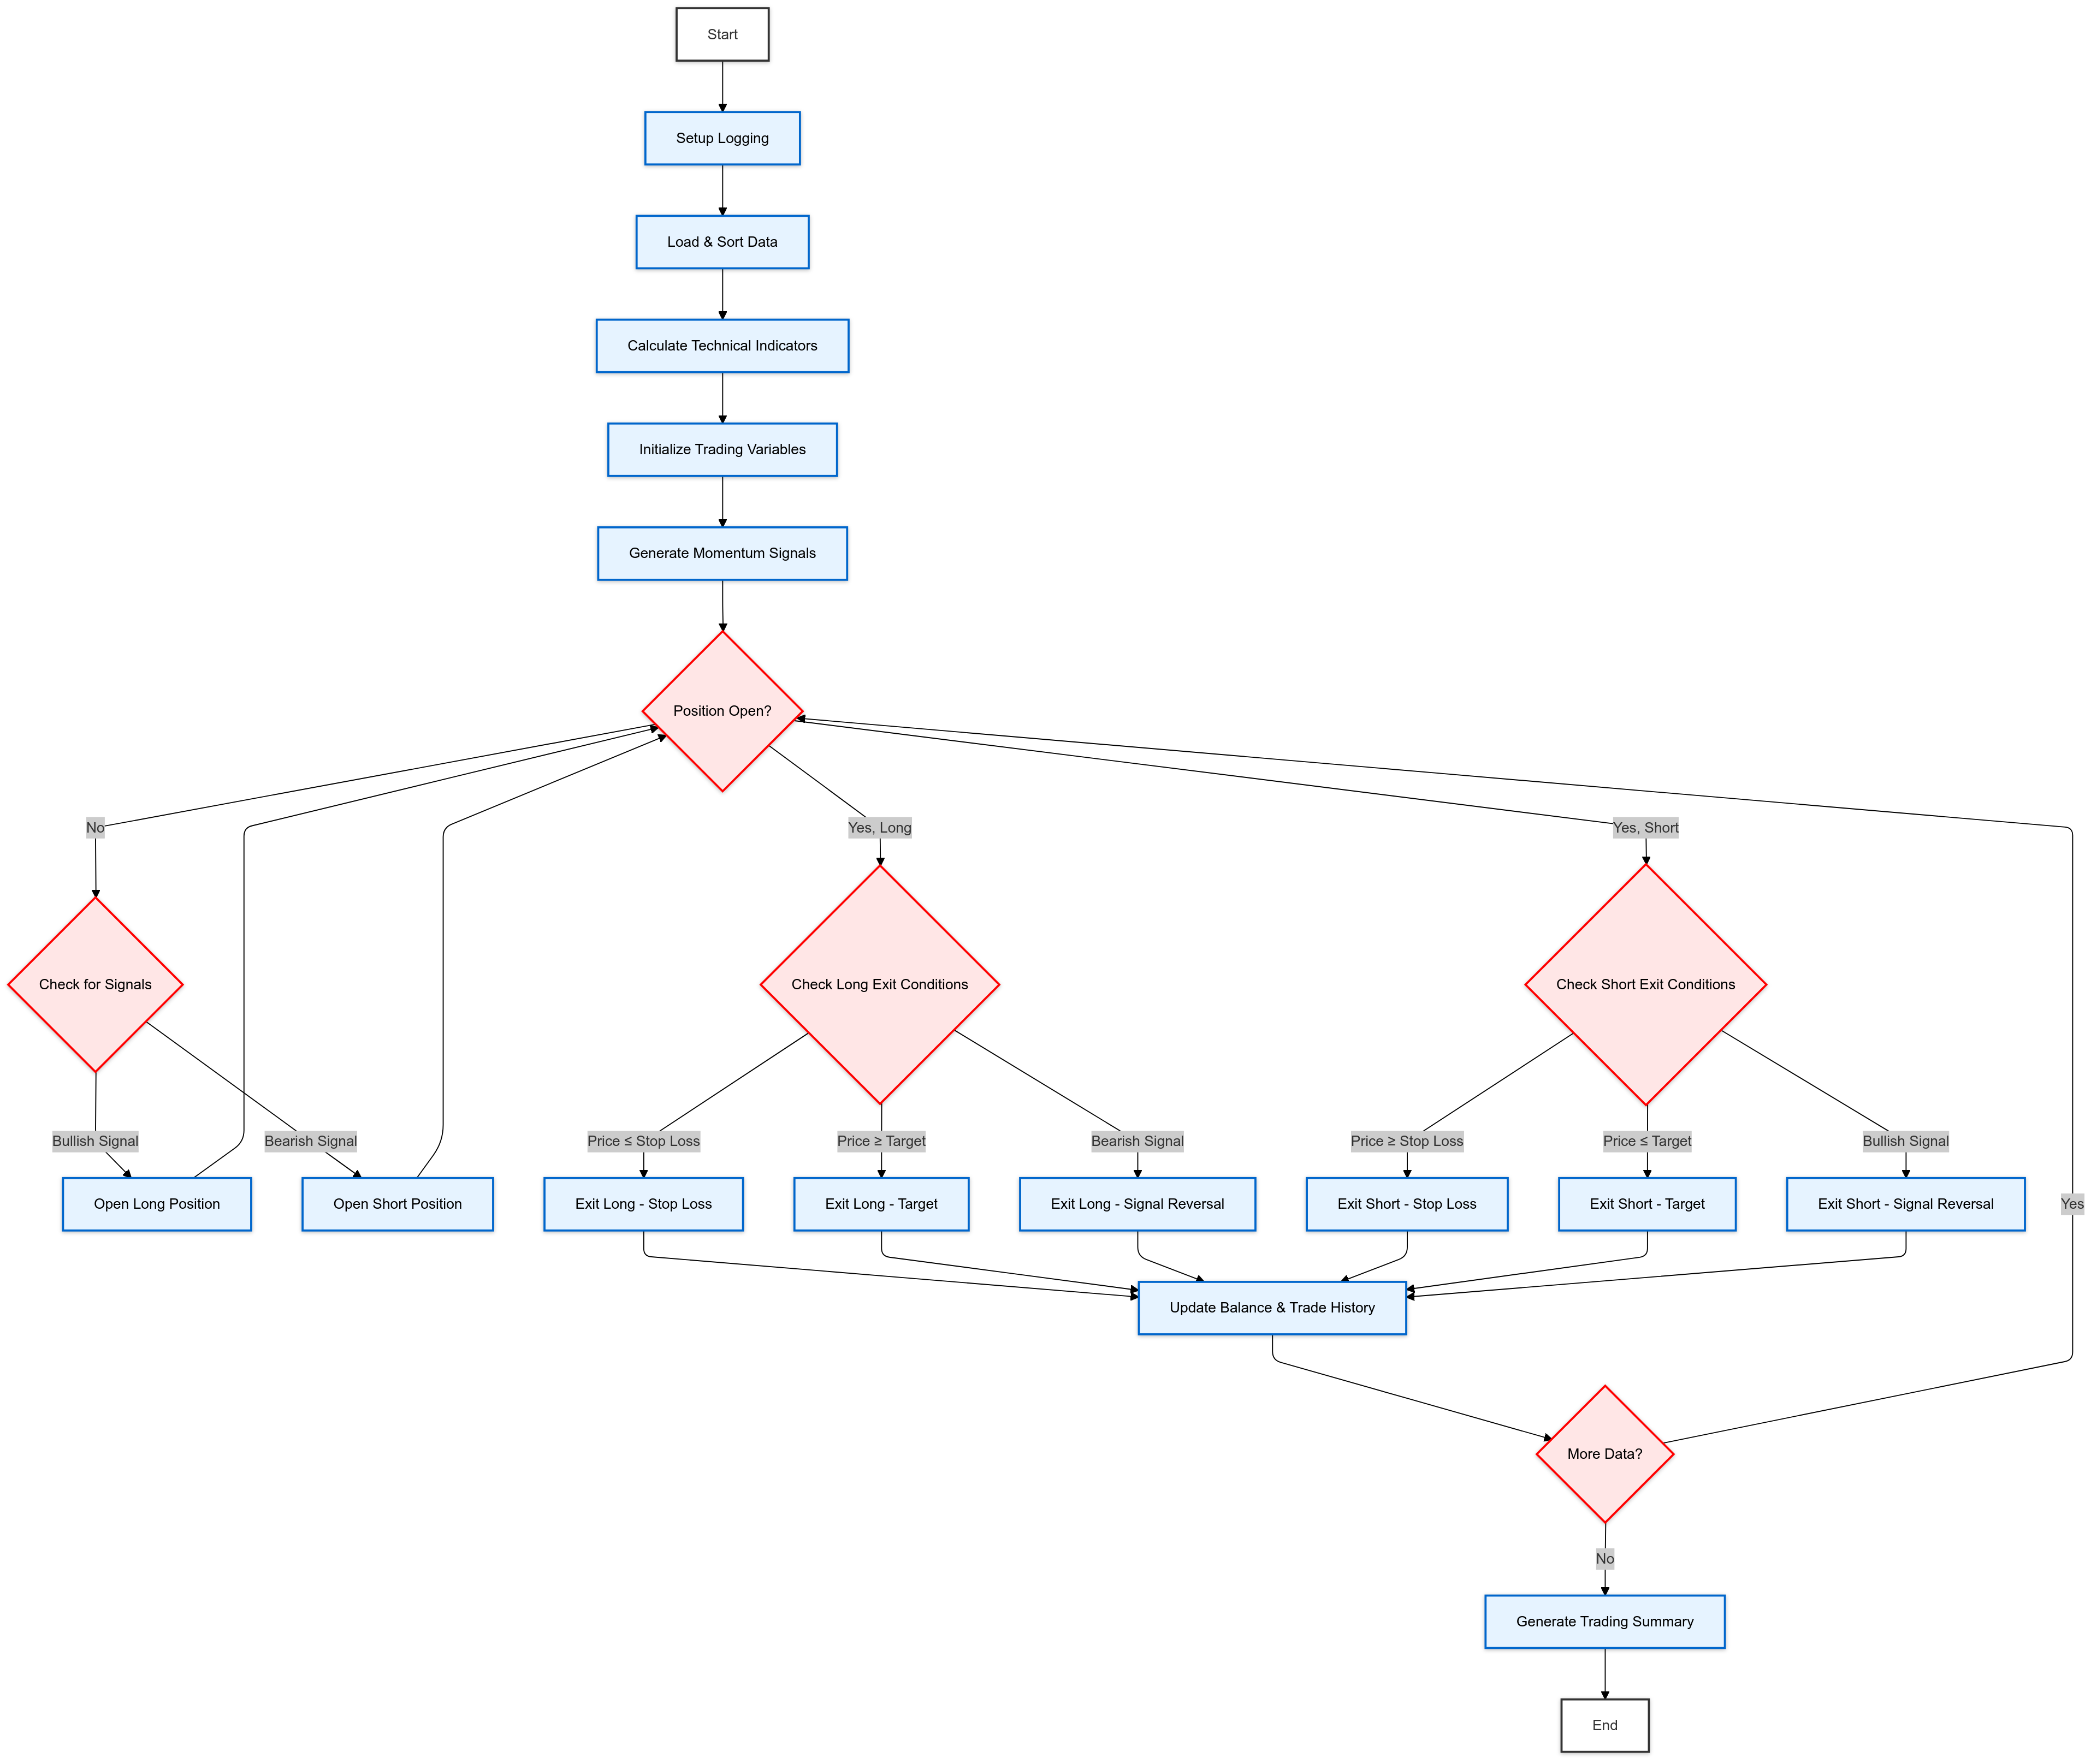 Start
Setup Logging
Load & Sort Data
Calculate Technical Indicators
Initialize Trading Variables
Generate Momentum Signals
Position Open?
No
Yes, Long
Yes, Short
Check for Signals
Check Long Exit Conditions
Check Short Exit Conditions
Bullish Signal
Bearish Signal
Price ≤ Stop Loss
Price ≥ Target
Bearish Signal
Price ≥ Stop Loss
Price ≤ Target
Bullish Signal
Open Long Position
Open Short Position
Exit Long - Stop Loss
Exit Long - Target
Exit Long - Signal Reversal
Exit Short - Stop Loss
Exit Short - Target
Exit Short - Signal Reversal
Yes
Update Balance & Trade History
More Data?
No
Generate Trading Summary
End